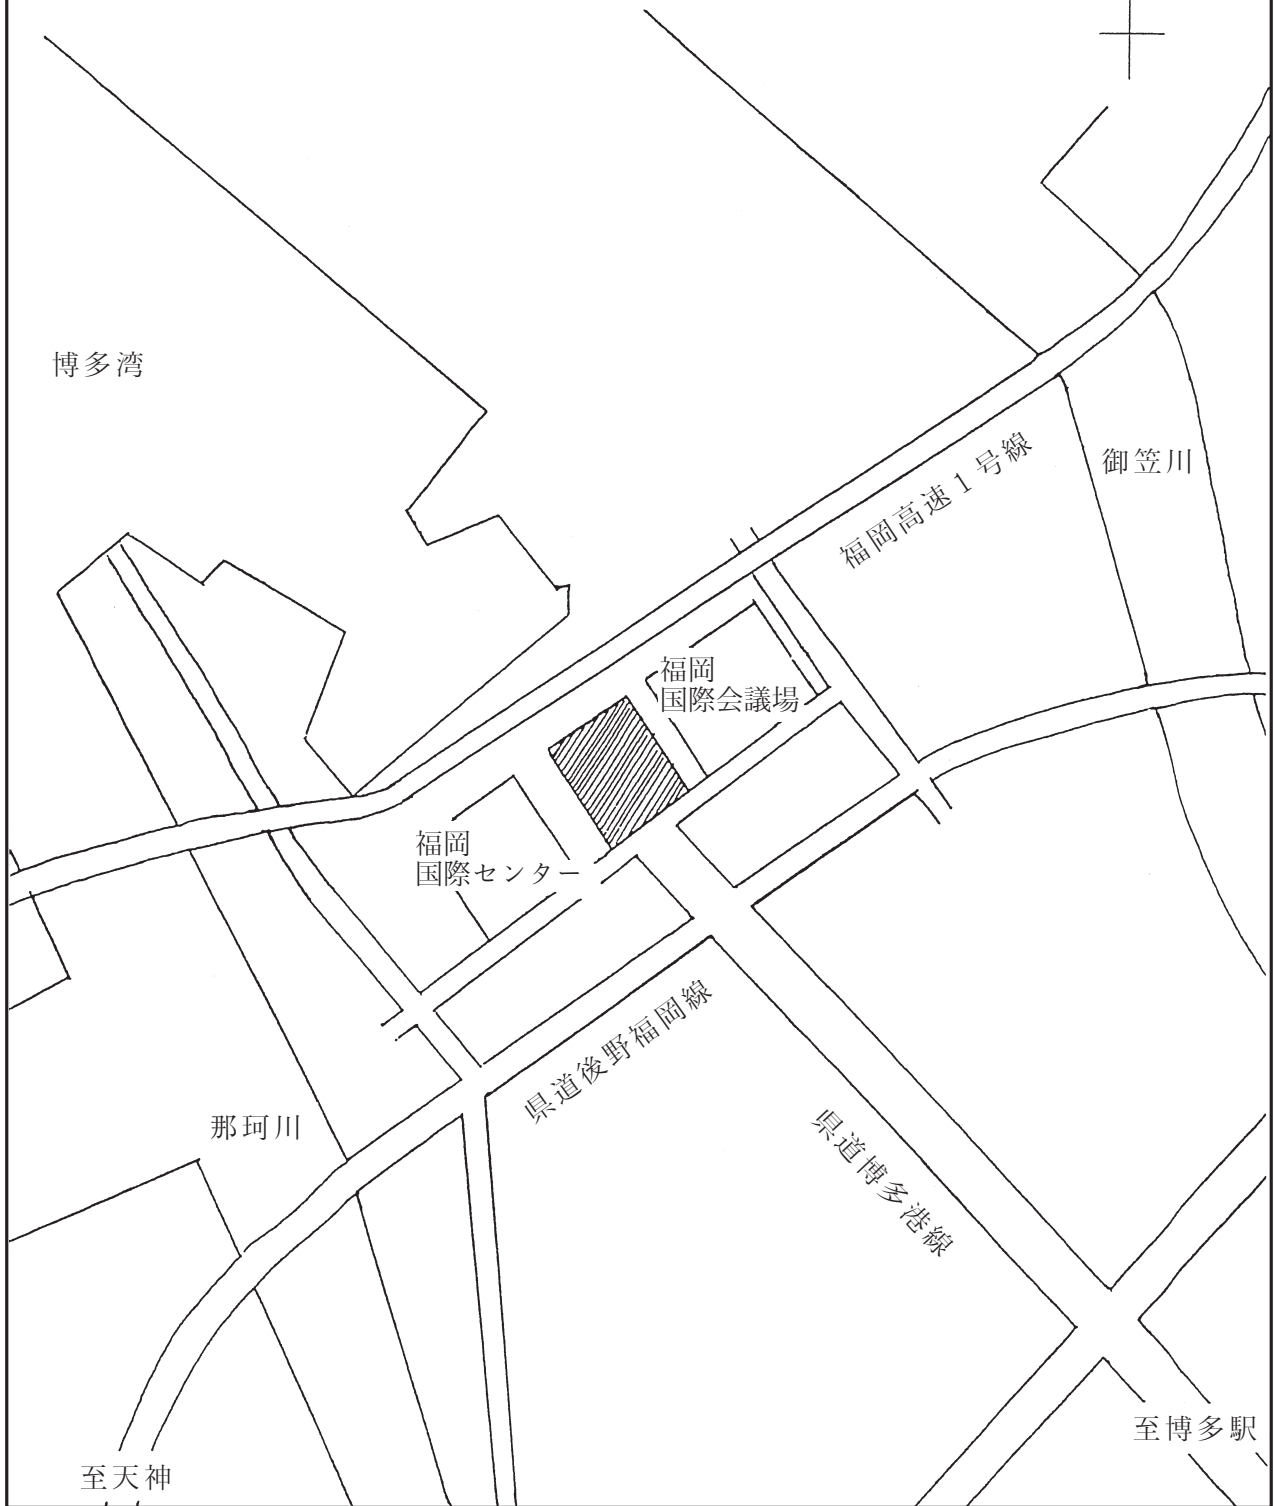 博多湾
福岡高速1号線
御笠川
福岡
国際会議場
福岡
国際センター
県道後野福岡線
那珂川
県道博多港線
至博多駅
至天神